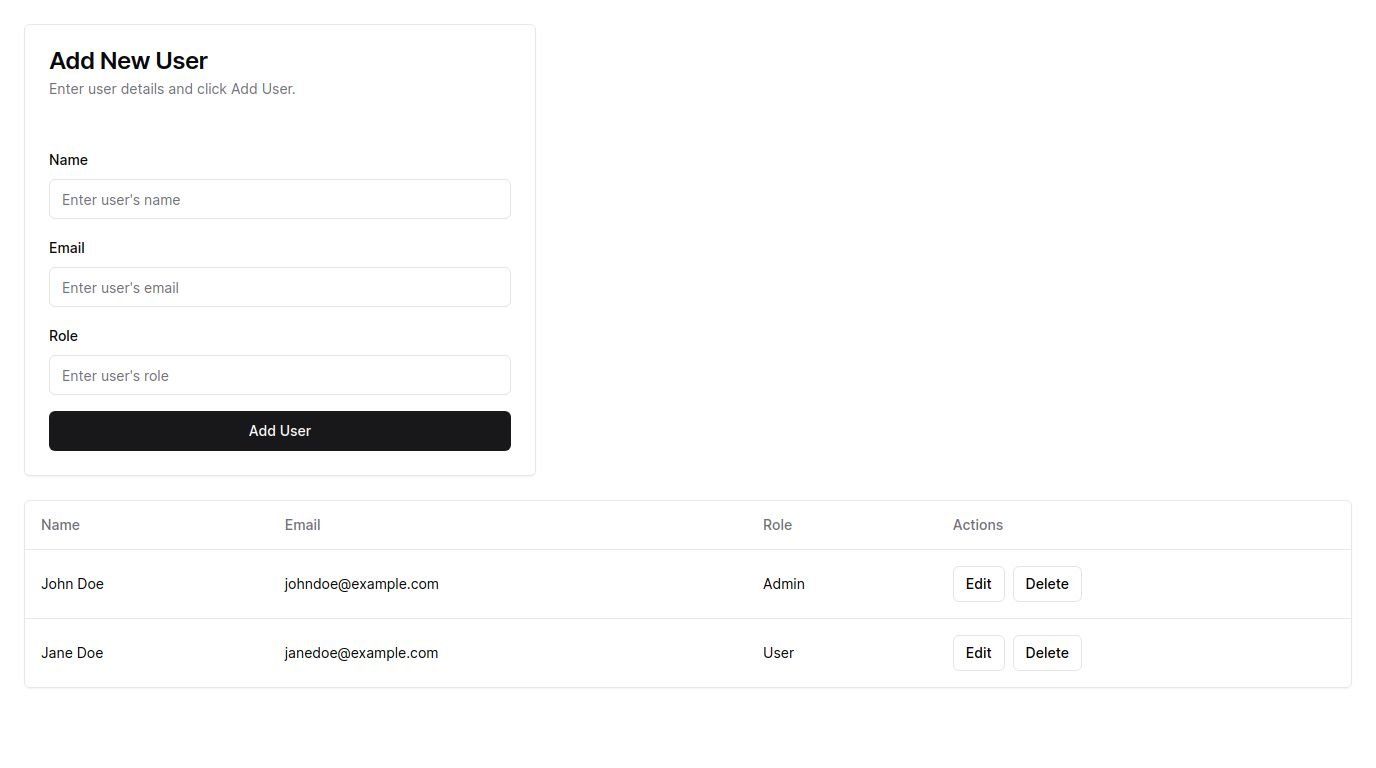 Add New User
Enter user details and click Add User.
Name
Enter user's name
Email
Enter user's email
Role
Enter user's role
Add User
Name Email Role Actions
John Doe johndoe@example.com Admin Edit Delete
Jane Doe janedoe@example.com User Edit Delete